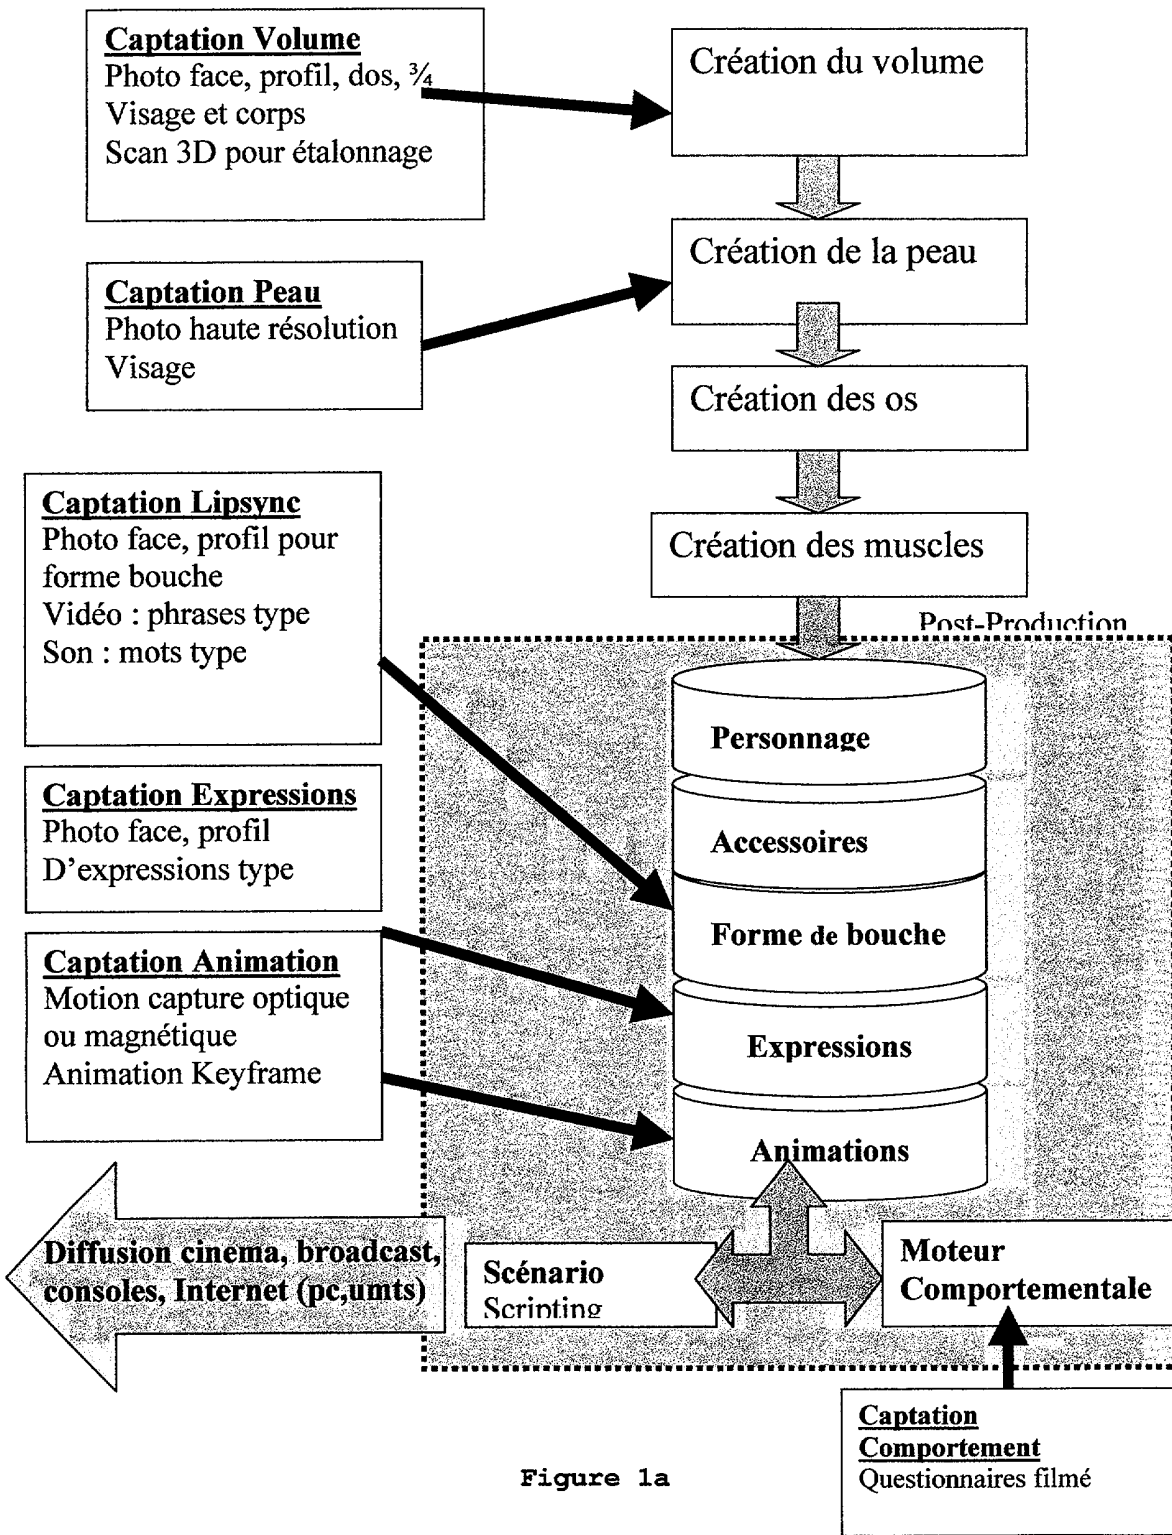 Captation Volume
Photo face, profil, dos, ¾
Visage et corps
Scan 3D pour étalonnage
Création du volume
Création de la peau
Captation Peau
Photo haute résolution
Visage
Création des os
Captation Lipsync
Photo face, profil pour
forme bouche
Vidéo : phrases type
Son : mots type
Création des muscles
Post-Production
Personnage
Accessoires
Forme de bouche
Expressions
Animations
Captation Expressions
Photo face, profil
D'expressions type
Captation Animation
Motion capture optique
ou magnétique
Animation Keyframe
Diffusion cinema, broadcast,
consoles, Internet (pc,umts)
Scénario
Scripting
Moteur
Comportementale
Captation
Comportement
Questionnaires filmé
Figure 1a